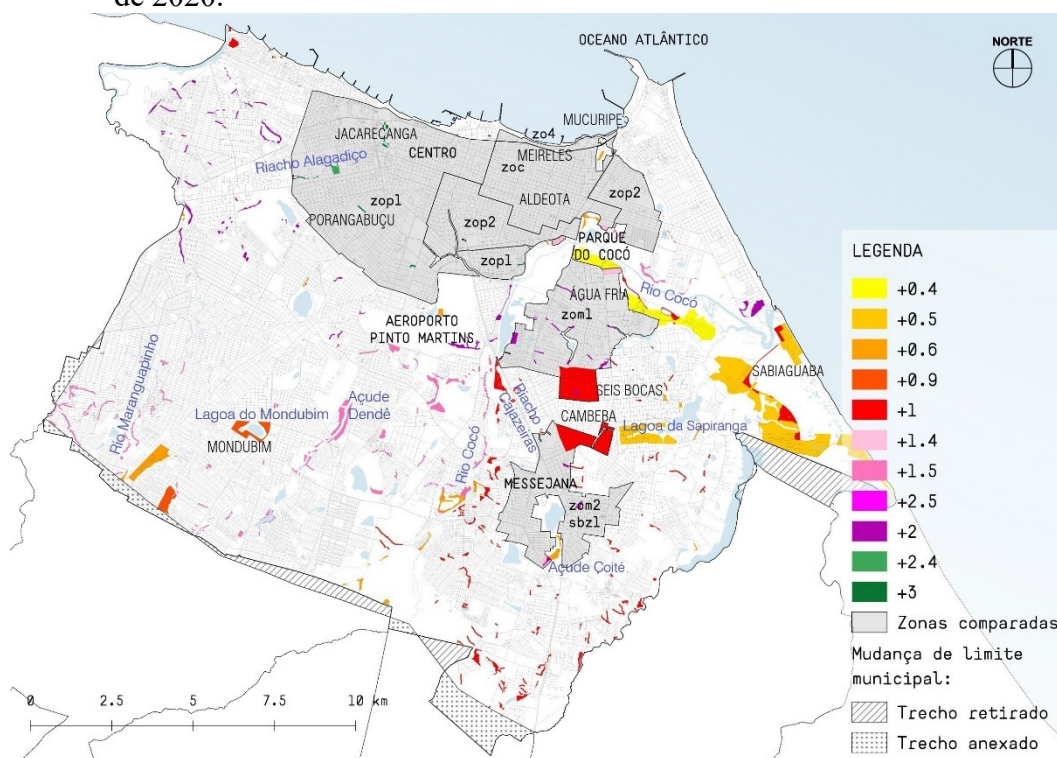 de 2020.
OCEANO ATLÂNTICO
NORTE
MUCURIPE
zo4
JACARECANGA
CENTRO
MEIRELES
zoc
Riacho Alagadiço
zop1
ALDEOTA
zop2
PORANGABUÇU
zop2
zop1
PARQUE
DO COCÓ
ÁGUA FRIA
Rio Cocó
zom1
AEROPORTO
PINTO MARTINS
SABIAGUABA
SEIS BOCAS
Riacho
Cajazeiras
CAMBEBA
Lagoa da Sapiranga
Rio Maranguapinho
Lagoa do Mondubim
Açude
Dendê
MONDUBIM
Rio Cocó
MESSEJANA
zom2
sbz1
Açude Coité
0 2.5 5 7.5 10 km
LEGENDA
+0.4
+0.5
+0.6
+0.9
+1
+1.4
+1.5
+2.5
+2
+2.4
+3
Zonas comparadas
Mudança de limite
municipal:
Trecho retirado
Trecho anexado